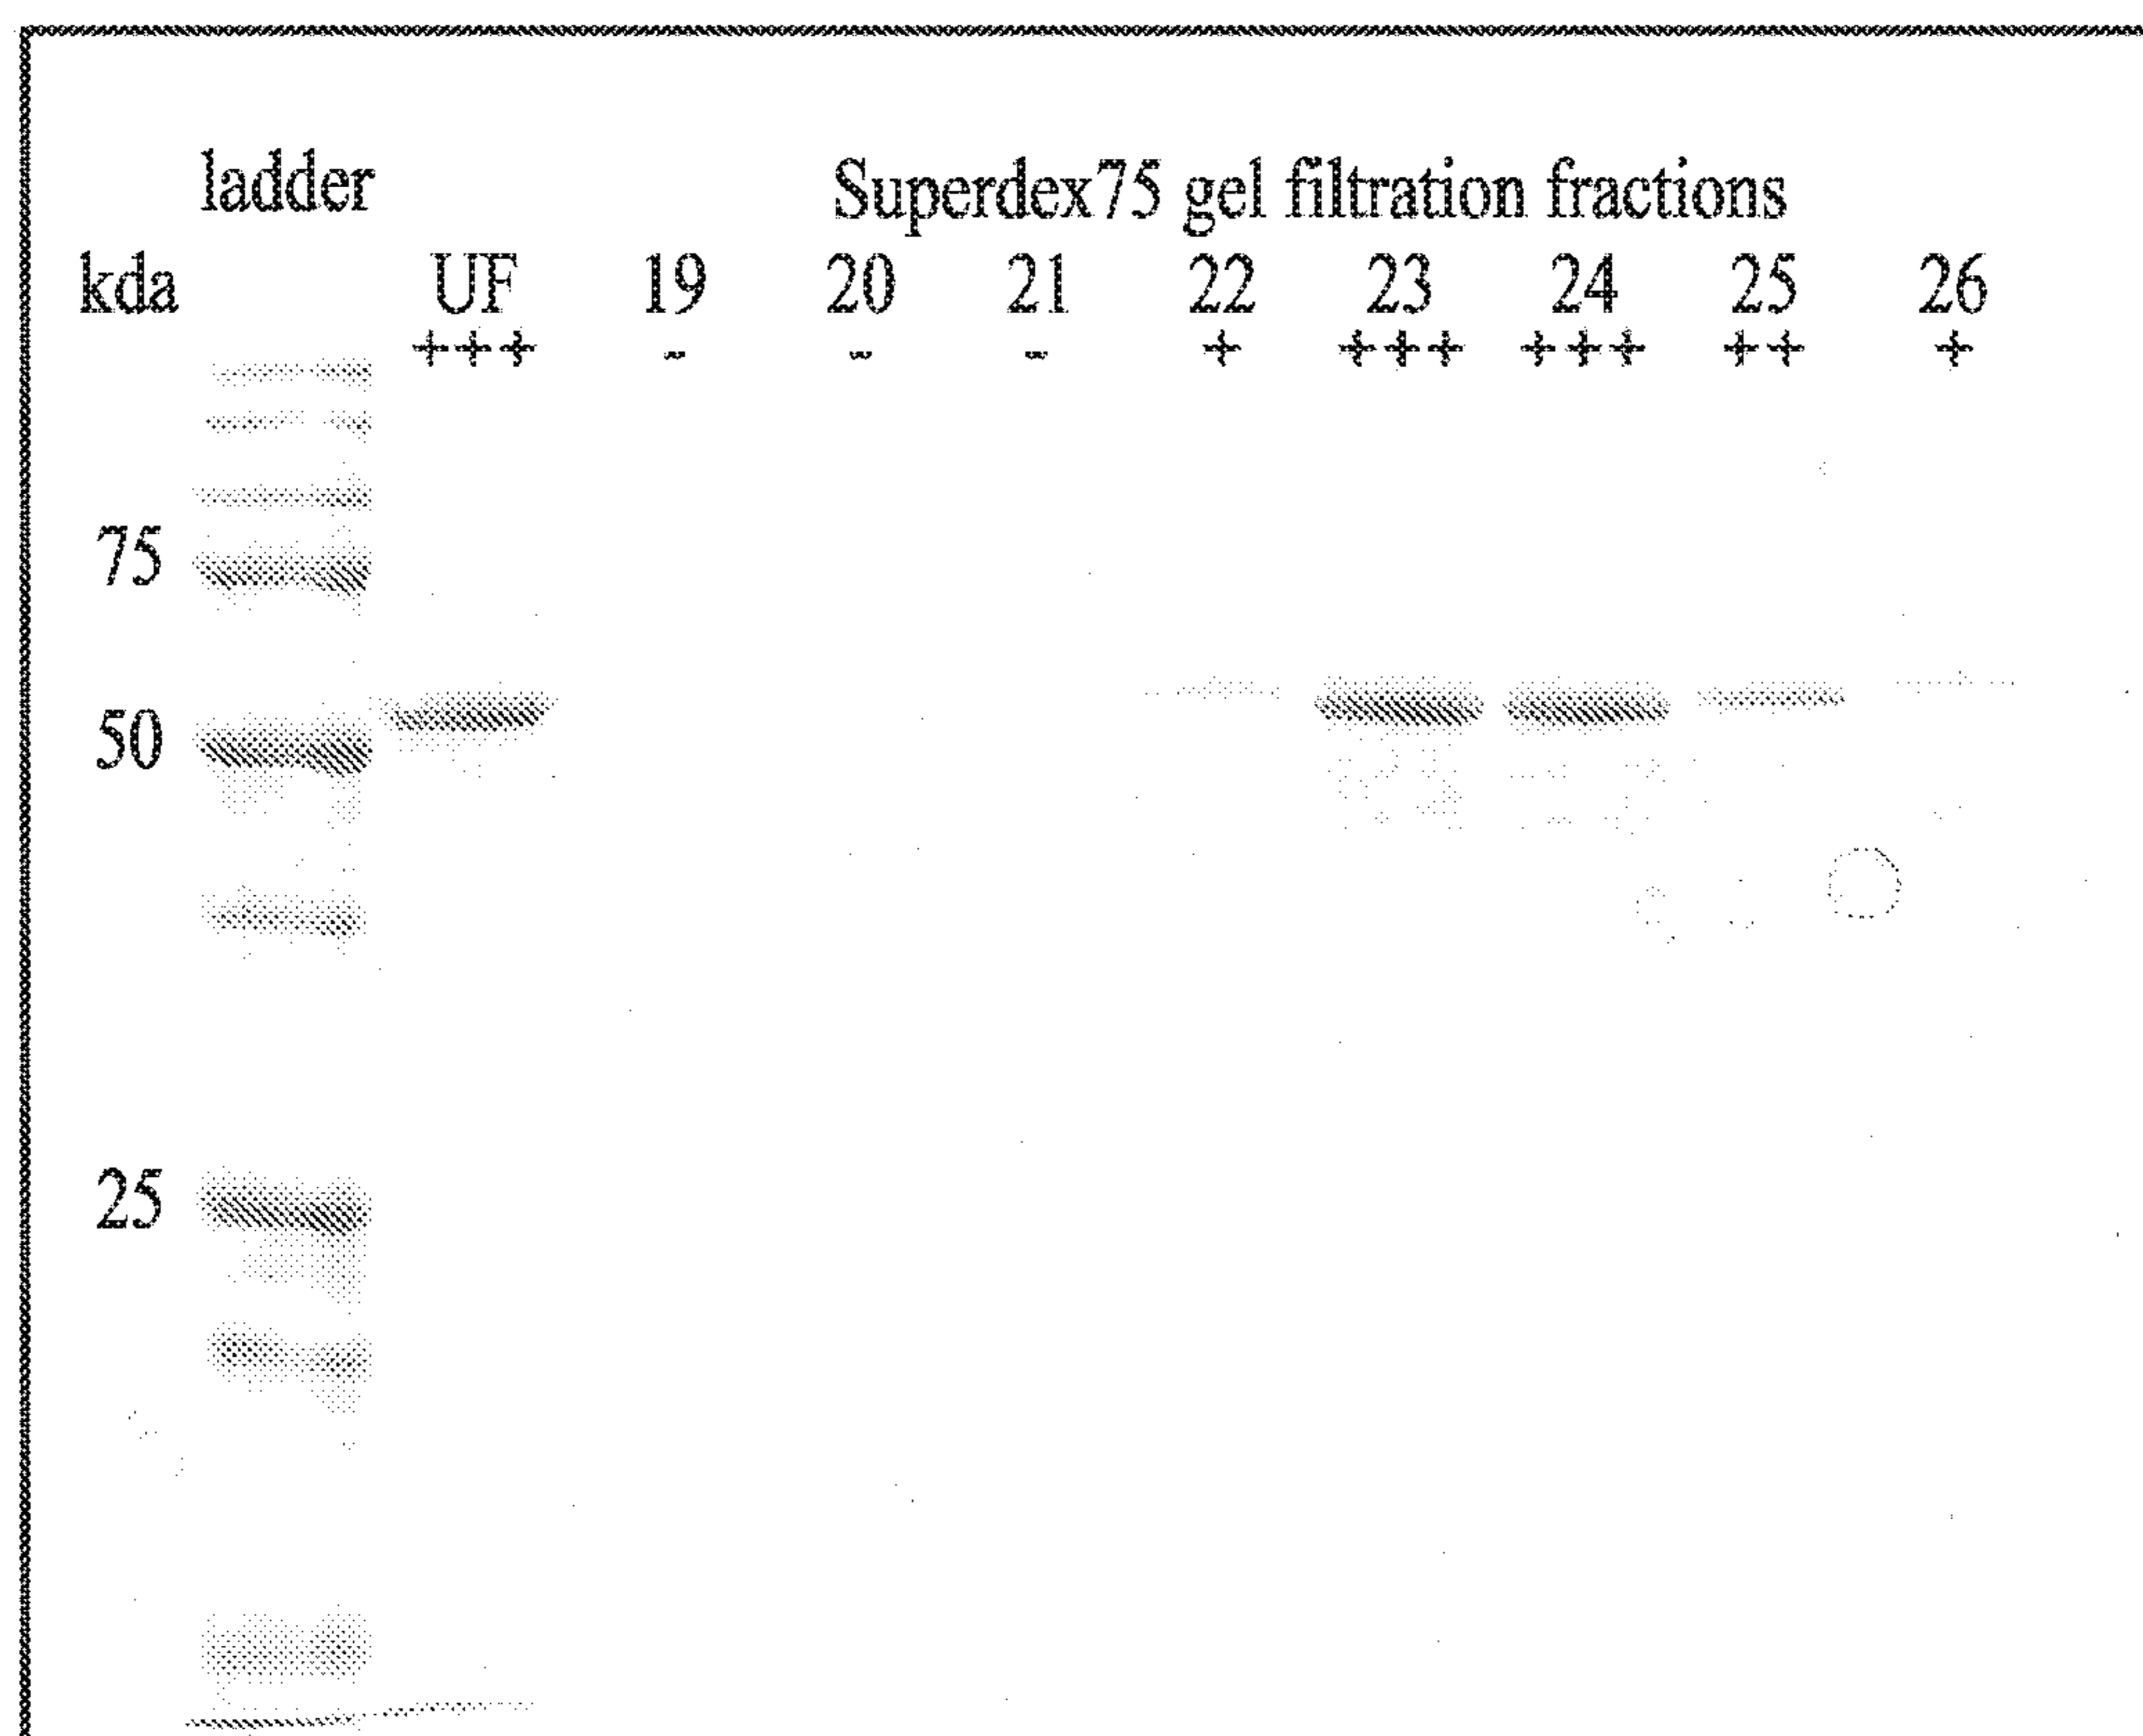 ladder Superdex75 gel filtration fractions
kda UF 19 20 21 22 23 24 25 26
+++ - - - + +++ +++ ++ +
75
50
25